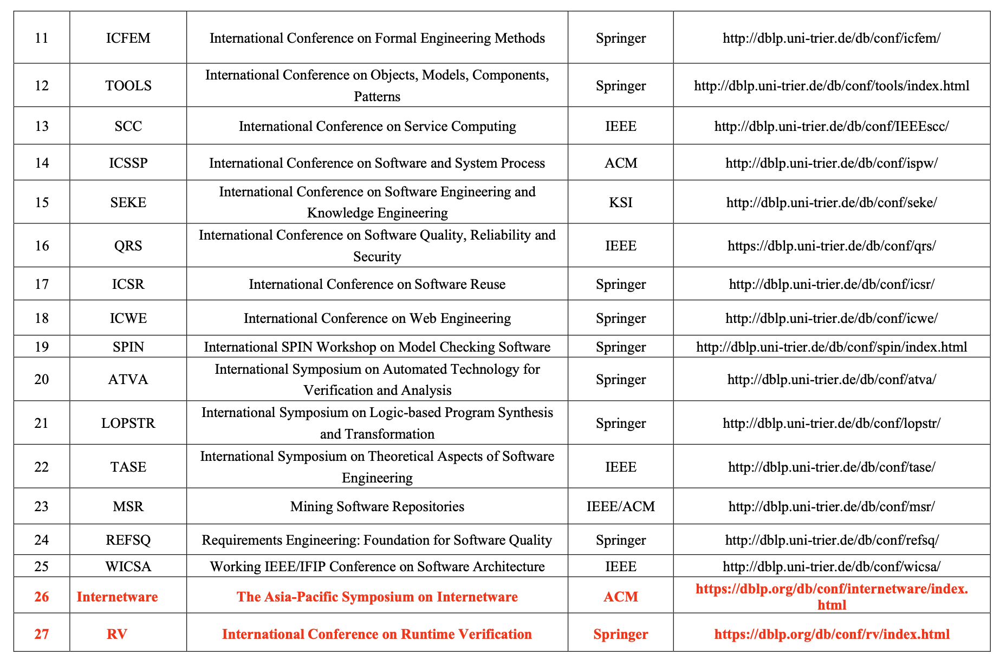 11 ICFEM International Conference on Formal Engineering Methods Springer http://dblp.uni-trier.de/db/conf/icfem/
12 TOOLS International Conference on Objects, Models, Components, Patterns Springer http://dblp.uni-trier.de/db/conf/tools/index.html
13 SCC International Conference on Service Computing IEEE http://dblp.uni-trier.de/db/conf/IEEEscc/
14 ICSSP International Conference on Software and System Process ACM http://dblp.uni-trier.de/db/conf/ispw/
15 SEKE International Conference on Software Engineering and Knowledge Engineering KSI http://dblp.uni-trier.de/db/conf/seke/
16 QRS International Conference on Software Quality, Reliability and Security IEEE https://dblp.uni-trier.de/db/conf/qrs/
17 ICSR International Conference on Software Reuse Springer http://dblp.uni-trier.de/db/conf/icsr/
18 ICWE International Conference on Web Engineering Springer http://dblp.uni-trier.de/db/conf/icwe/
19 SPIN International SPIN Workshop on Model Checking Software Springer http://dblp.uni-trier.de/db/conf/spin/index.html
20 ATVA International Symposium on Automated Technology for Verification and Analysis Springer http://dblp.uni-trier.de/db/conf/atva/
21 LOPSTR International Symposium on Logic-based Program Synthesis and Transformation Springer http://dblp.uni-trier.de/db/conf/lopstr/
22 TASE International Symposium on Theoretical Aspects of Software Engineering IEEE http://dblp.uni-trier.de/db/conf/tase/
23 MSR Mining Software Repositories IEEE/ACM http://dblp.uni-trier.de/db/conf/msr/
24 REFSQ Requirements Engineering: Foundation for Software Quality Springer http://dblp.uni-trier.de/db/conf/refsq/
25 WICSA Working IEEE/IFIP Conference on Software Architecture IEEE http://dblp.uni-trier.de/db/conf/wicsa/
26 Internetware The Asia-Pacific Symposium on Internetware ACM https://dblp.org/db/conf/internetware/index.html
27 RV International Conference on Runtime Verification Springer https://dblp.org/db/conf/rv/index.html